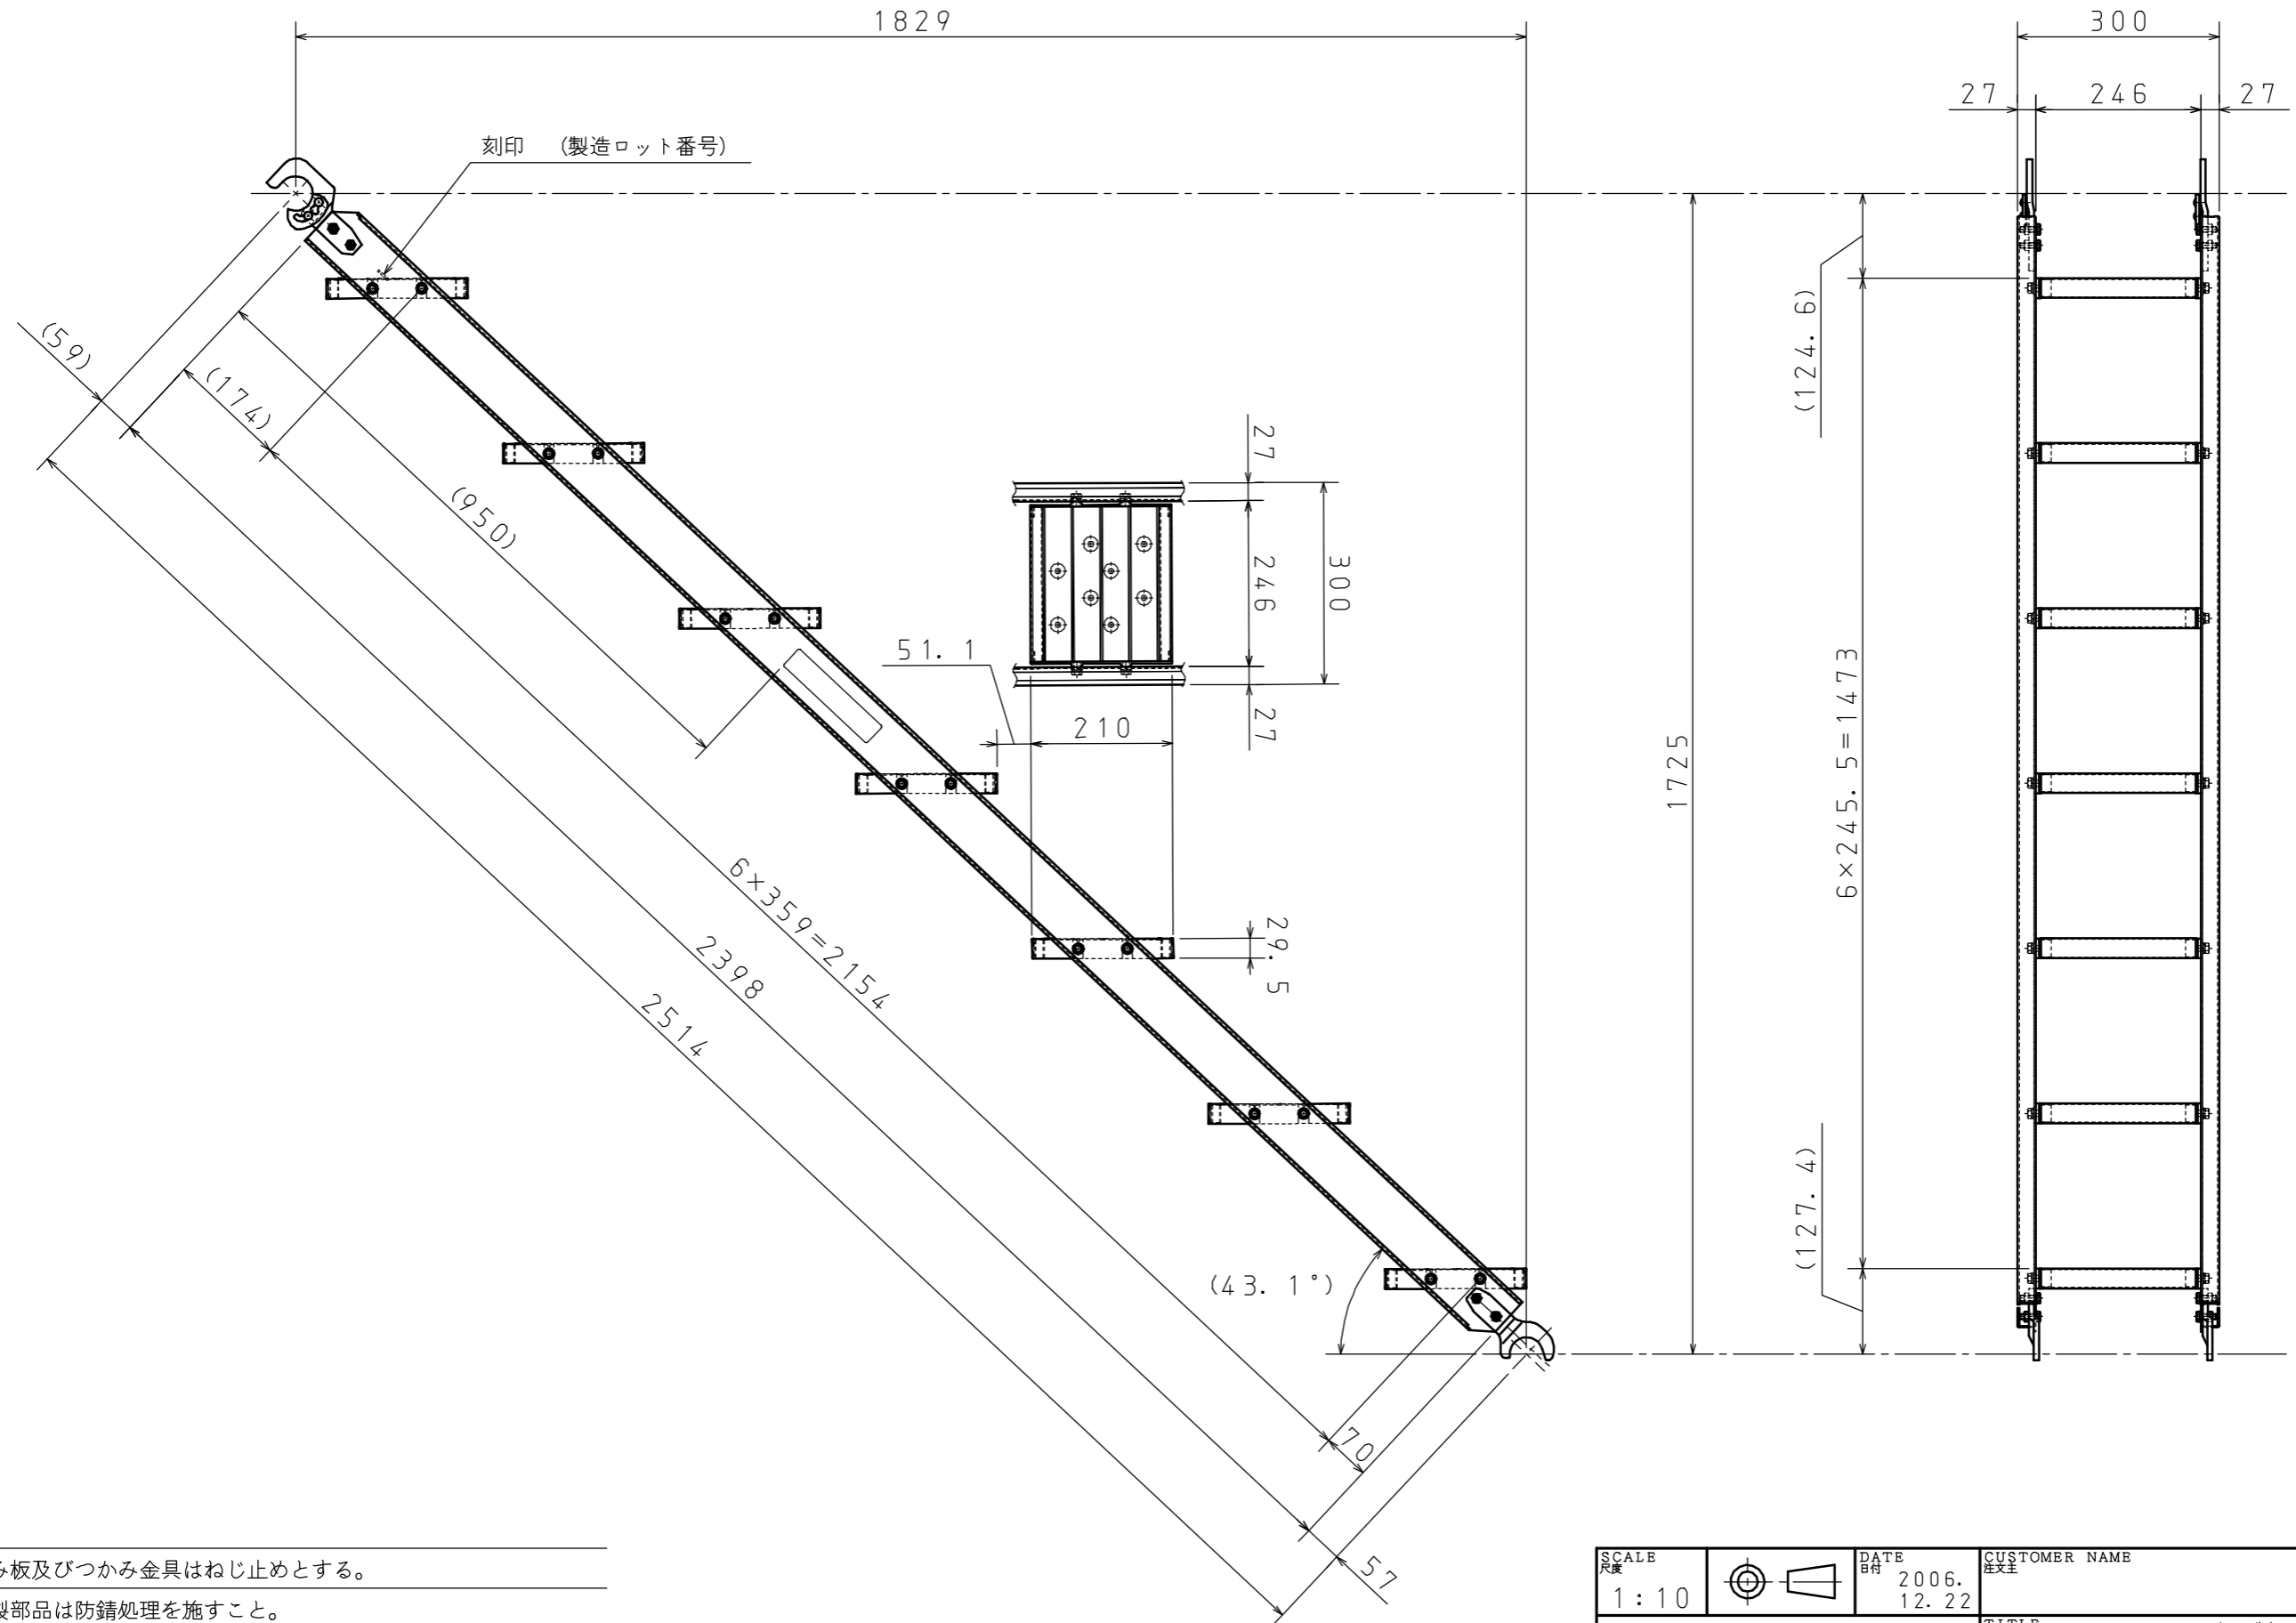 1829
300
27
246
27
刻印 (製造ロット番号)
(59)
(174)
(950)
(124.6)
27
246
300
27
51.1
210
1725
6×245.5=1473
6×359=2154
2398
2514
29.5
(43.1°)
(127.4)
70
57
み板及びつかみ金具はねじ止めとする。
製部品は防錆処理を施すこと。
SCALE
尺度
1:10
DATE
日付
2006.
12.22
CUSTOMER NAME
注文主
TITLE